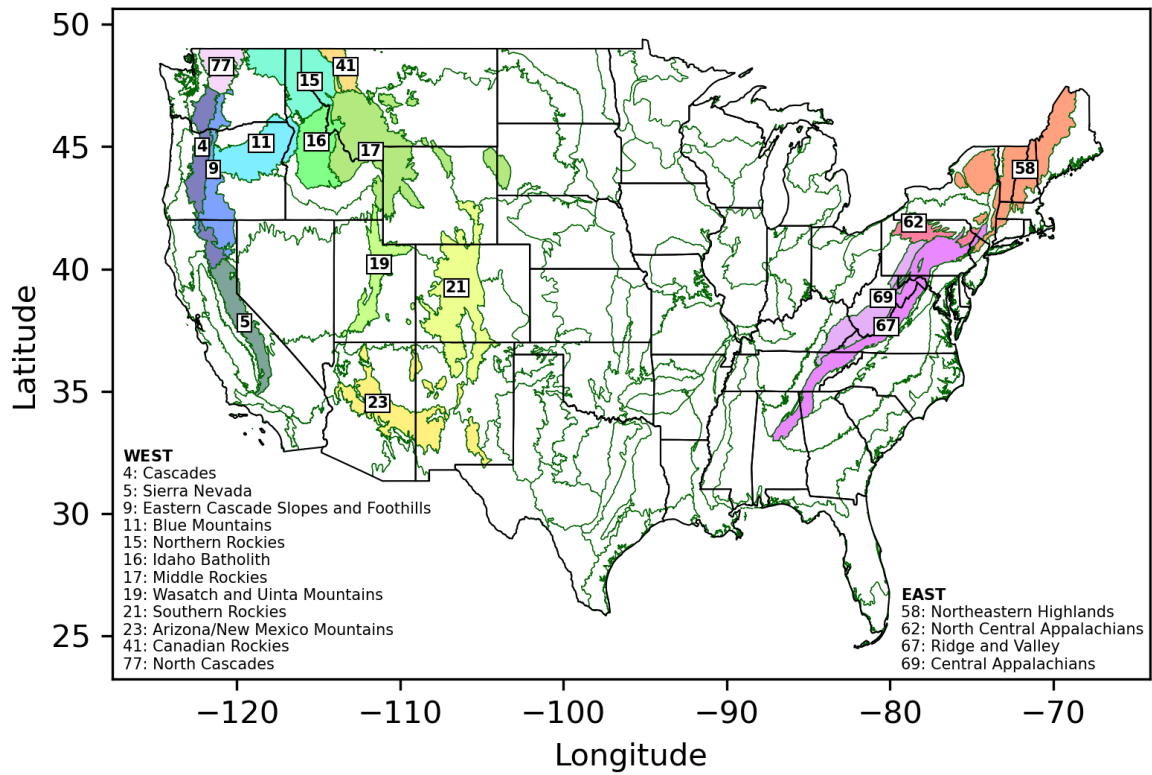 50
45
40
35
30
25
Latitude
77
41
15
4
11
16
17
9
58
62
19
21
69
5
67
23
WEST
4: Cascades
5: Sierra Nevada
9: Eastern Cascade Slopes and Foothills
11: Blue Mountains
15: Northern Rockies
16: Idaho Batholith
17: Middle Rockies
19: Wasatch and Uinta Mountains
21: Southern Rockies
23: Arizona/New Mexico Mountains
41: Canadian Rockies
77: North Cascades
EAST
58: Northeastern Highlands
62: North Central Appalachians
67: Ridge and Valley
69: Central Appalachians
−120 −110 −100 −90 −80 −70
Longitude